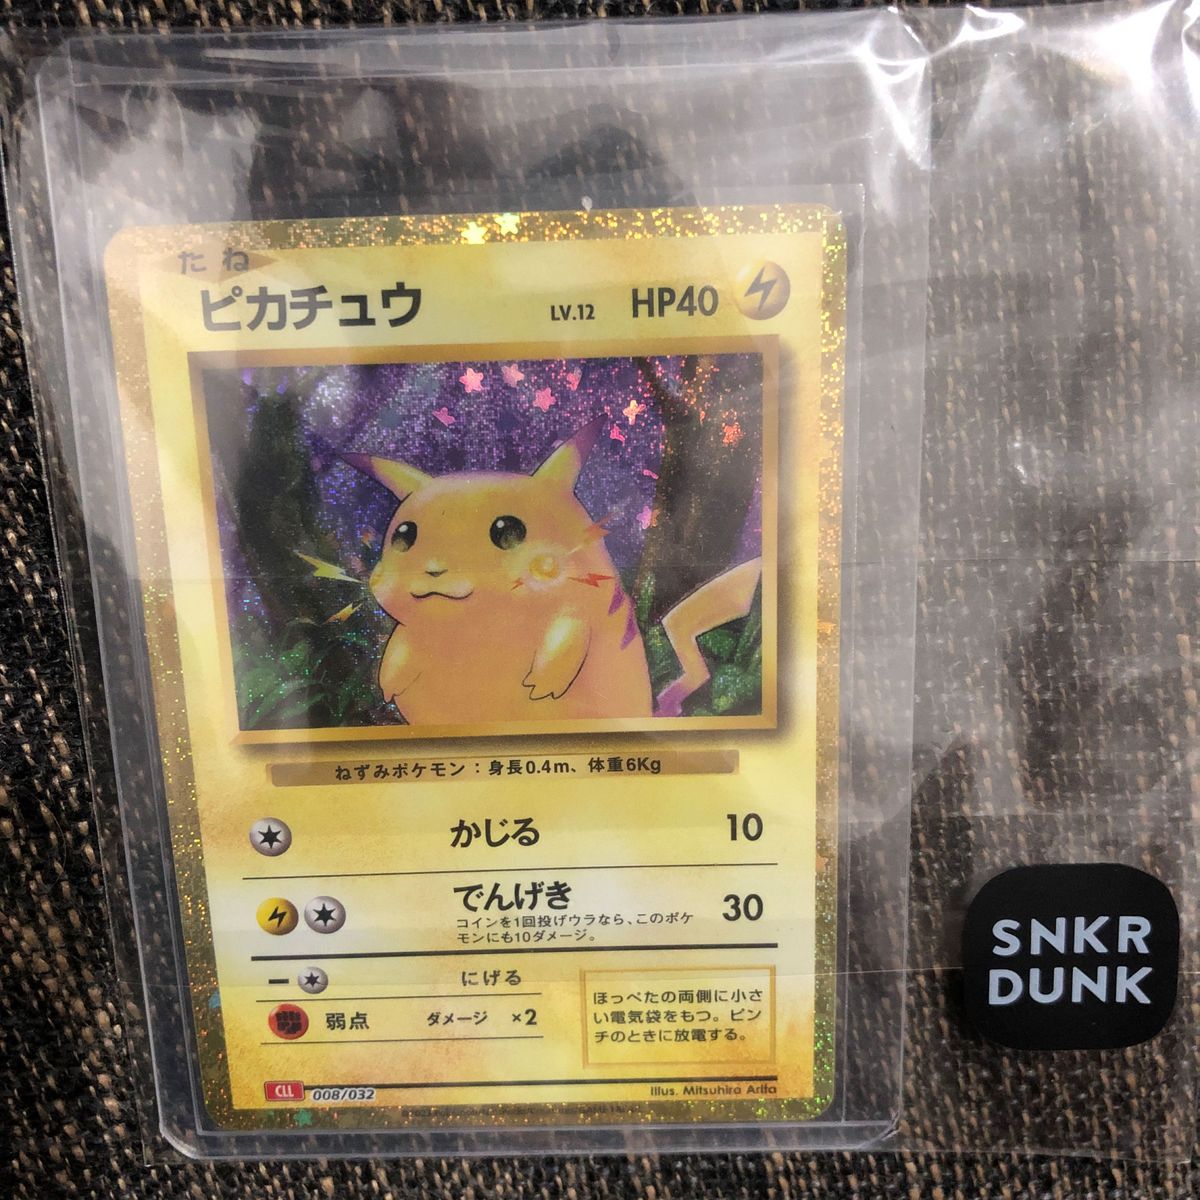 たね
ピカチュウ LV.12 HP40
ねずみポケモン：身長0.4m、体重6Kg
かじる 10
でんげき 30
コインを1回投げウラなら、このポケ
モンにも10ダメージ。
にげる
弱点 ダメージ ×2
ほっぺたの両側に小さ
い電気袋をもつ。ピン
チのときに放電する。
CLL 008/032 Illus. Mitsuhiro Arita
SNKR
DUNK